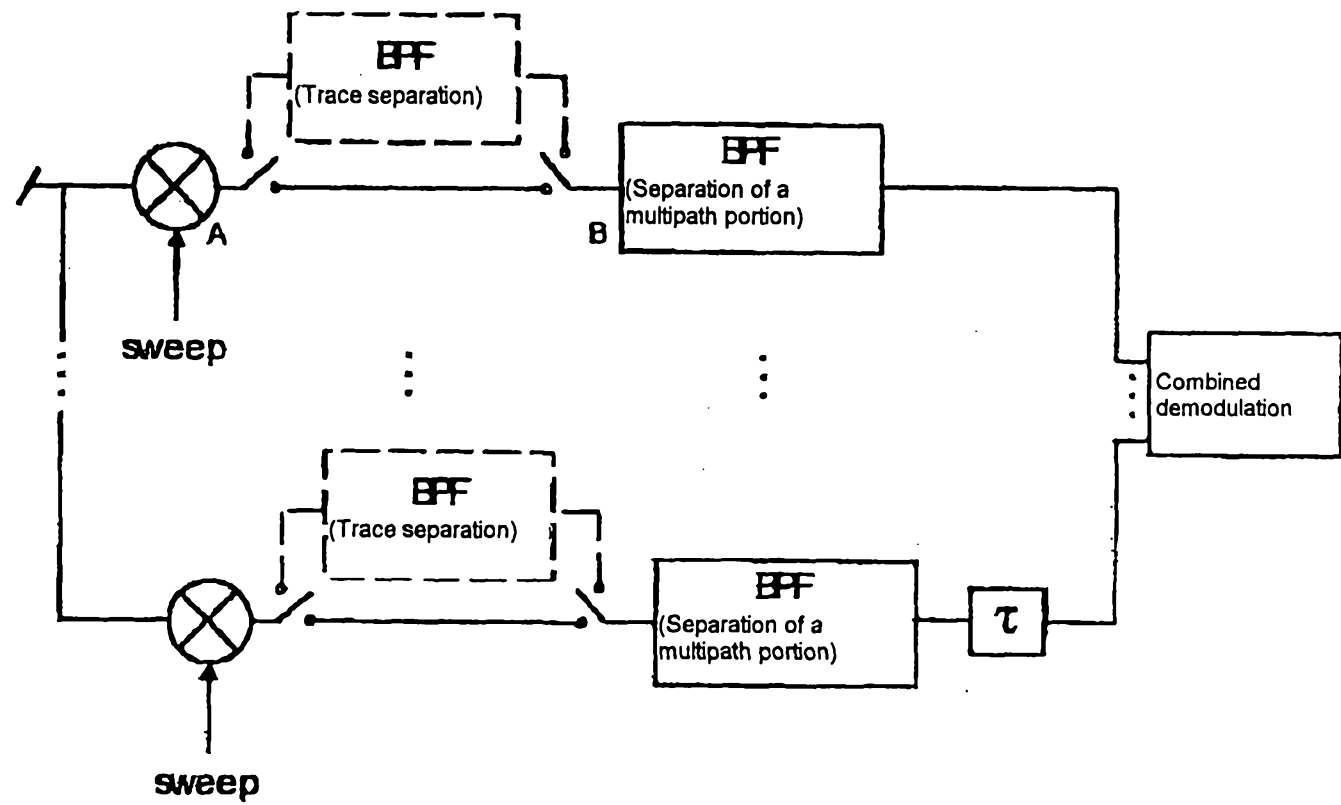 BPF
(Trace separation)
BPF
(Separation of a
multipath portion)
A
B
sweep
Combined
demodulation
BPF
(Trace separation)
BPF
(Separation of a
multipath portion)
τ
sweep